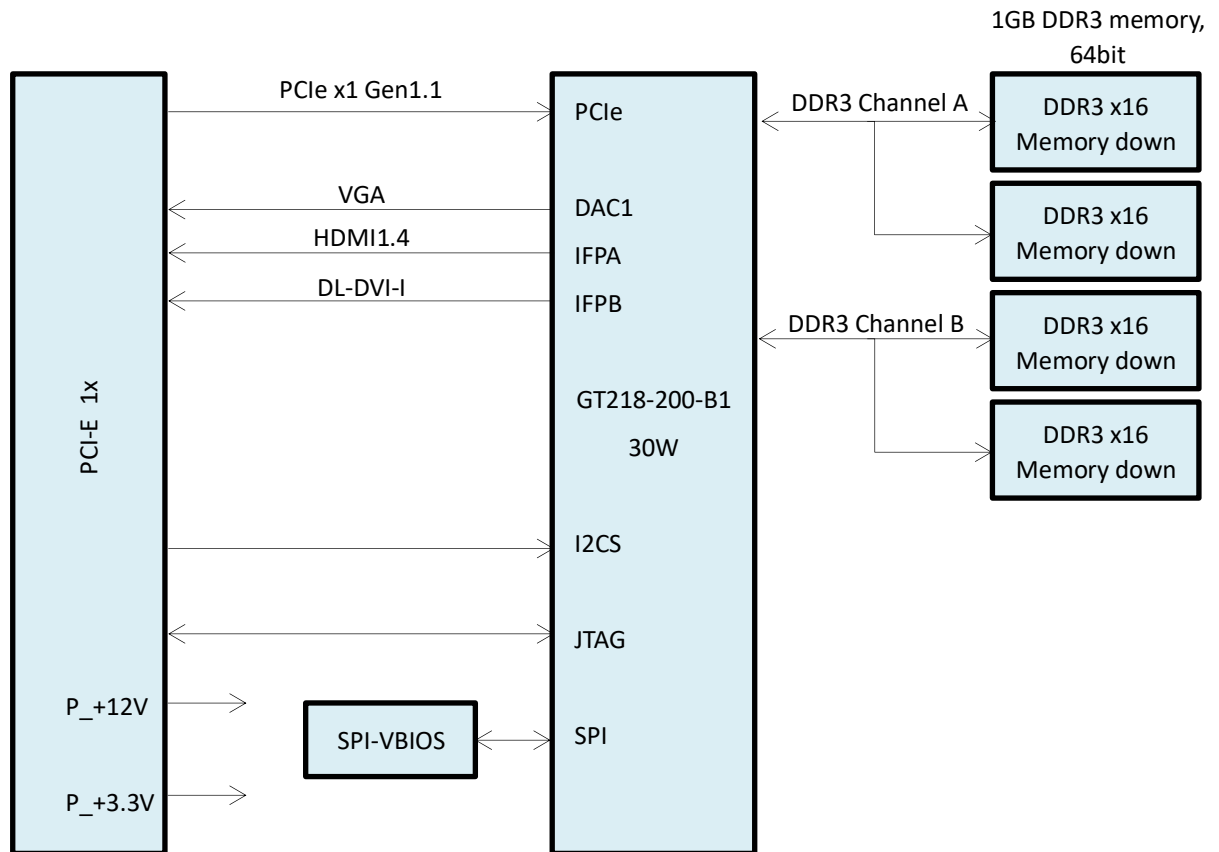 1GB DDR3 memory,
64bit
PCIe x1 Gen1.1
PCIe
DDR3 Channel A
DDR3 x16
Memory down
VGA
DAC1
HDMI1.4
IFPA
DL-DVI-I
IFPB
DDR3 x16
Memory down
DDR3 Channel B
DDR3 x16
Memory down
PCI-E 1x
GT218-200-B1
30W
DDR3 x16
Memory down
I2CS
JTAG
P_+12V
SPI-VBIOS
SPI
P_+3.3V